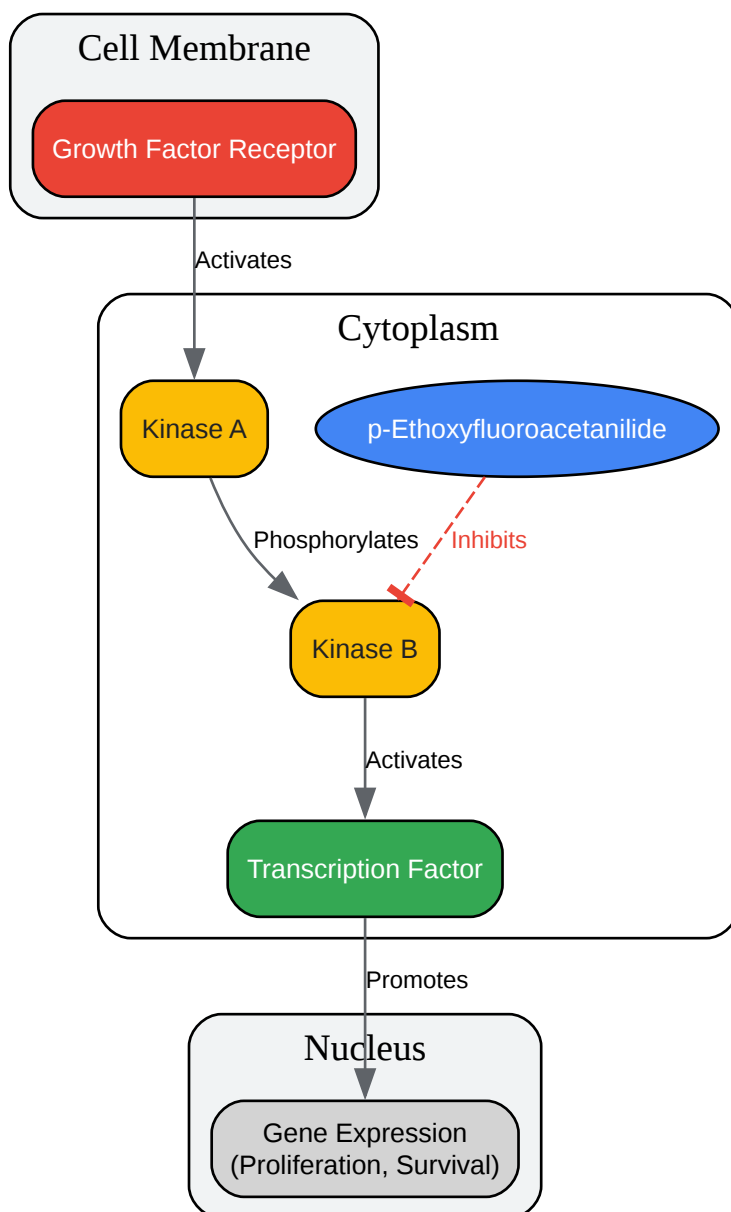 Cell Membrane
Growth Factor Receptor
Activates
Cytoplasm
Kinase A
p-Ethoxyfluoroacetanilide
Phosphorylates
Inhibits
Kinase B
Activates
Transcription Factor
Promotes
Nucleus
Gene Expression
(Proliferation, Survival)